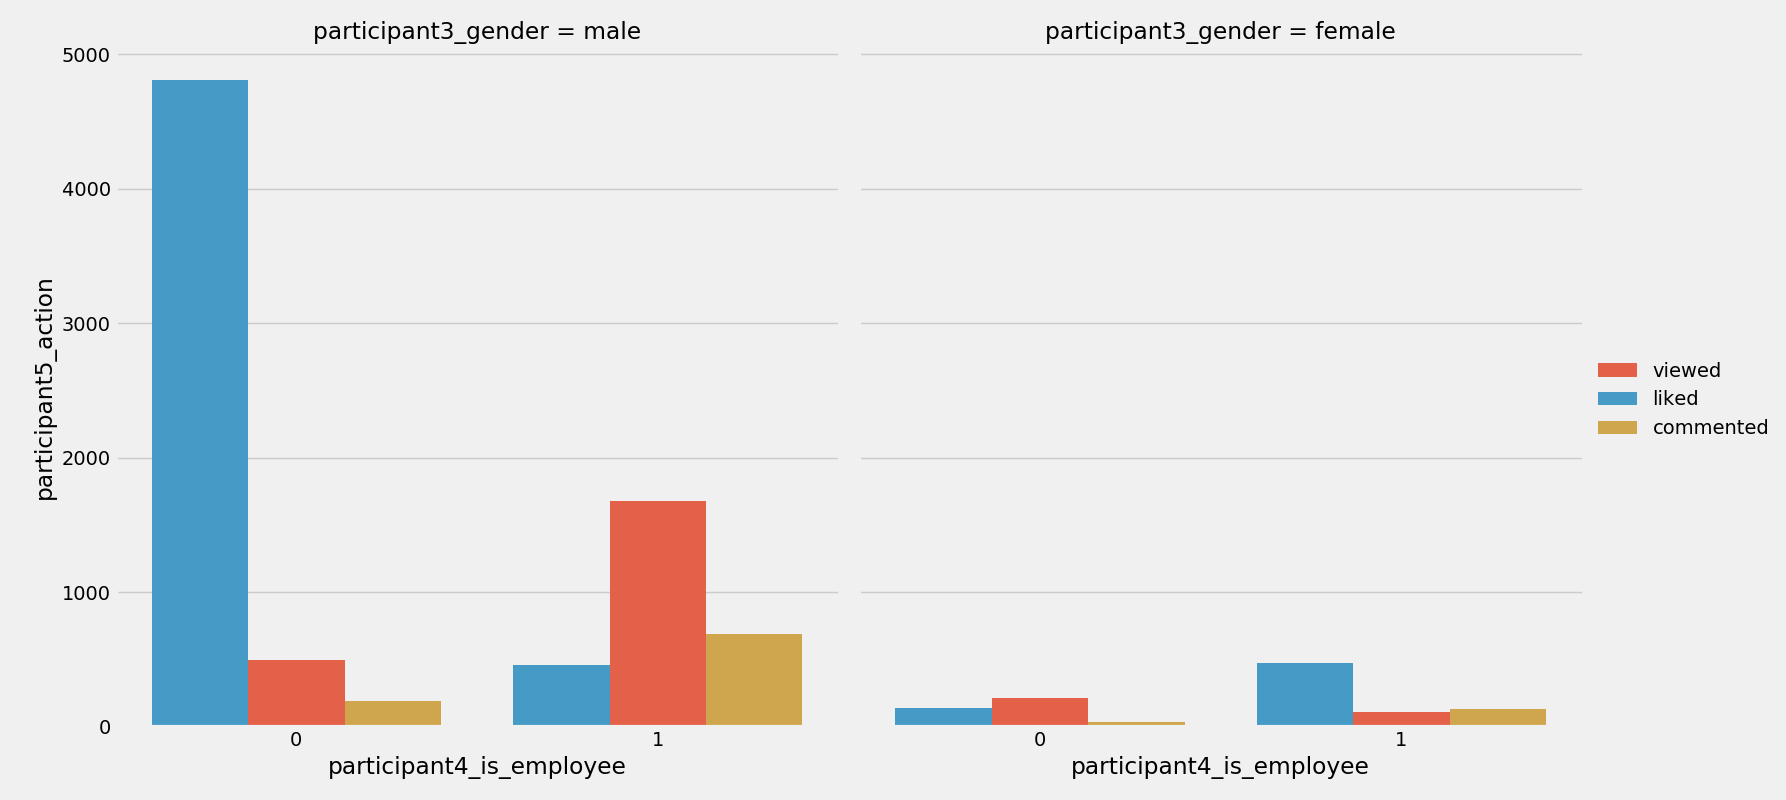 participant3_gender = male
participant3_gender = female
5000
4000
3000
2000
1000
0
participant5_action
0
1
0
1
participant4_is_employee
participant4_is_employee
viewed
liked
commented